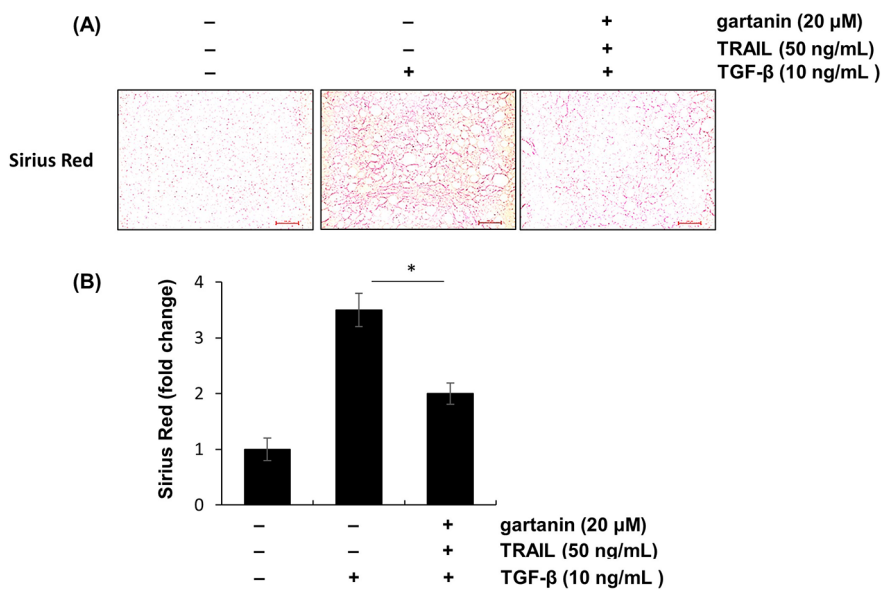 (A)
– – + gartanin (20 µM)
– – + TRAIL (50 ng/mL)
– + + TGF-β (10 ng/mL )
Sirius Red
(B)
*
Sirius Red (fold change)
4
3
2
1
0
– – + gartanin (20 µM)
– – + TRAIL (50 ng/mL)
– + + TGF-β (10 ng/mL )